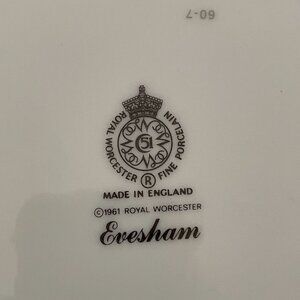 60-7
ROYAL WORCESTER
FINE PORCELAIN
51
®
MADE IN ENGLAND
©1961 ROYAL WORCESTER
Evesham